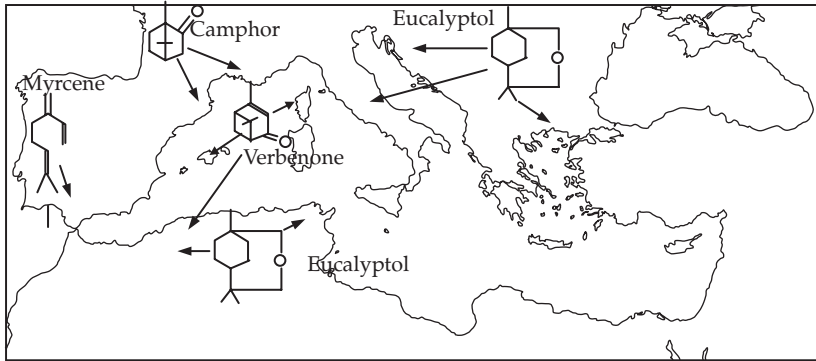 Camphor
Eucalyptol
Myrcene
O
O
O
Verbenone
O
Eucalyptol